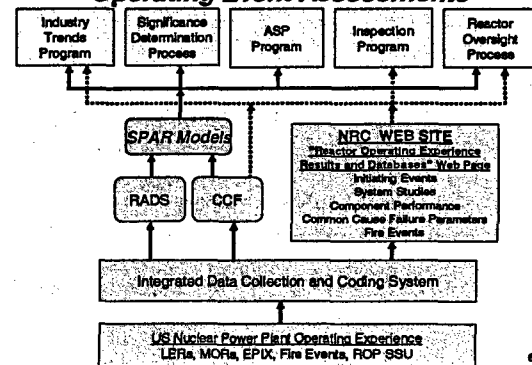 Operating Event Assessments
Industry
Trends
Program
Significance
Determination
Process
ASP
Program
Inspection
Program
Reactor
Oversight
Process
SPAR Models
RADS
CCF
NRC WEB SITE
"Reactor Operating Experience
Results and Databases" Web Page
Initiating Events
System Studies
Component Performance
Common Cause Failure Parameters
Fire Events
Integrated Data Collection and Coding System
US Nuclear Power Plant Operating Experience
LERs, MORs, EPIX, Fire Events, ROP SSU